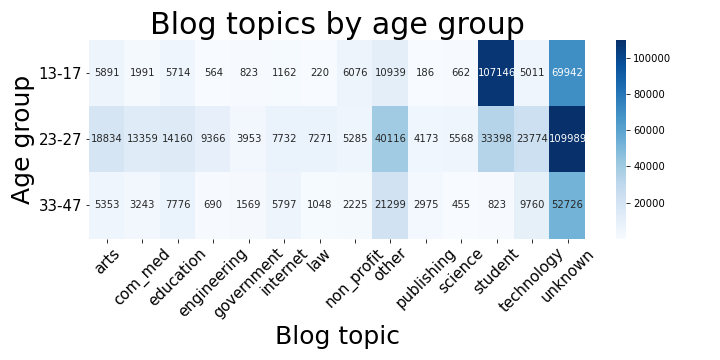 Blog topics by age group
Age group
13-17 5891 1991 5714 564 823 1162 220 6076 10939 186 662 107146 5011 69942
23-27 18834 13359 14160 9366 3953 7732 7271 5285 40116 4173 5568 33398 23774 109989
33-47 5353 3243 7776 690 1569 5797 1048 2225 21299 2975 455 823 9760 52726
arts com_med education engineering government internet law non_profit other publishing science student technology unknown
Blog topic
100000
80000
60000
40000
20000